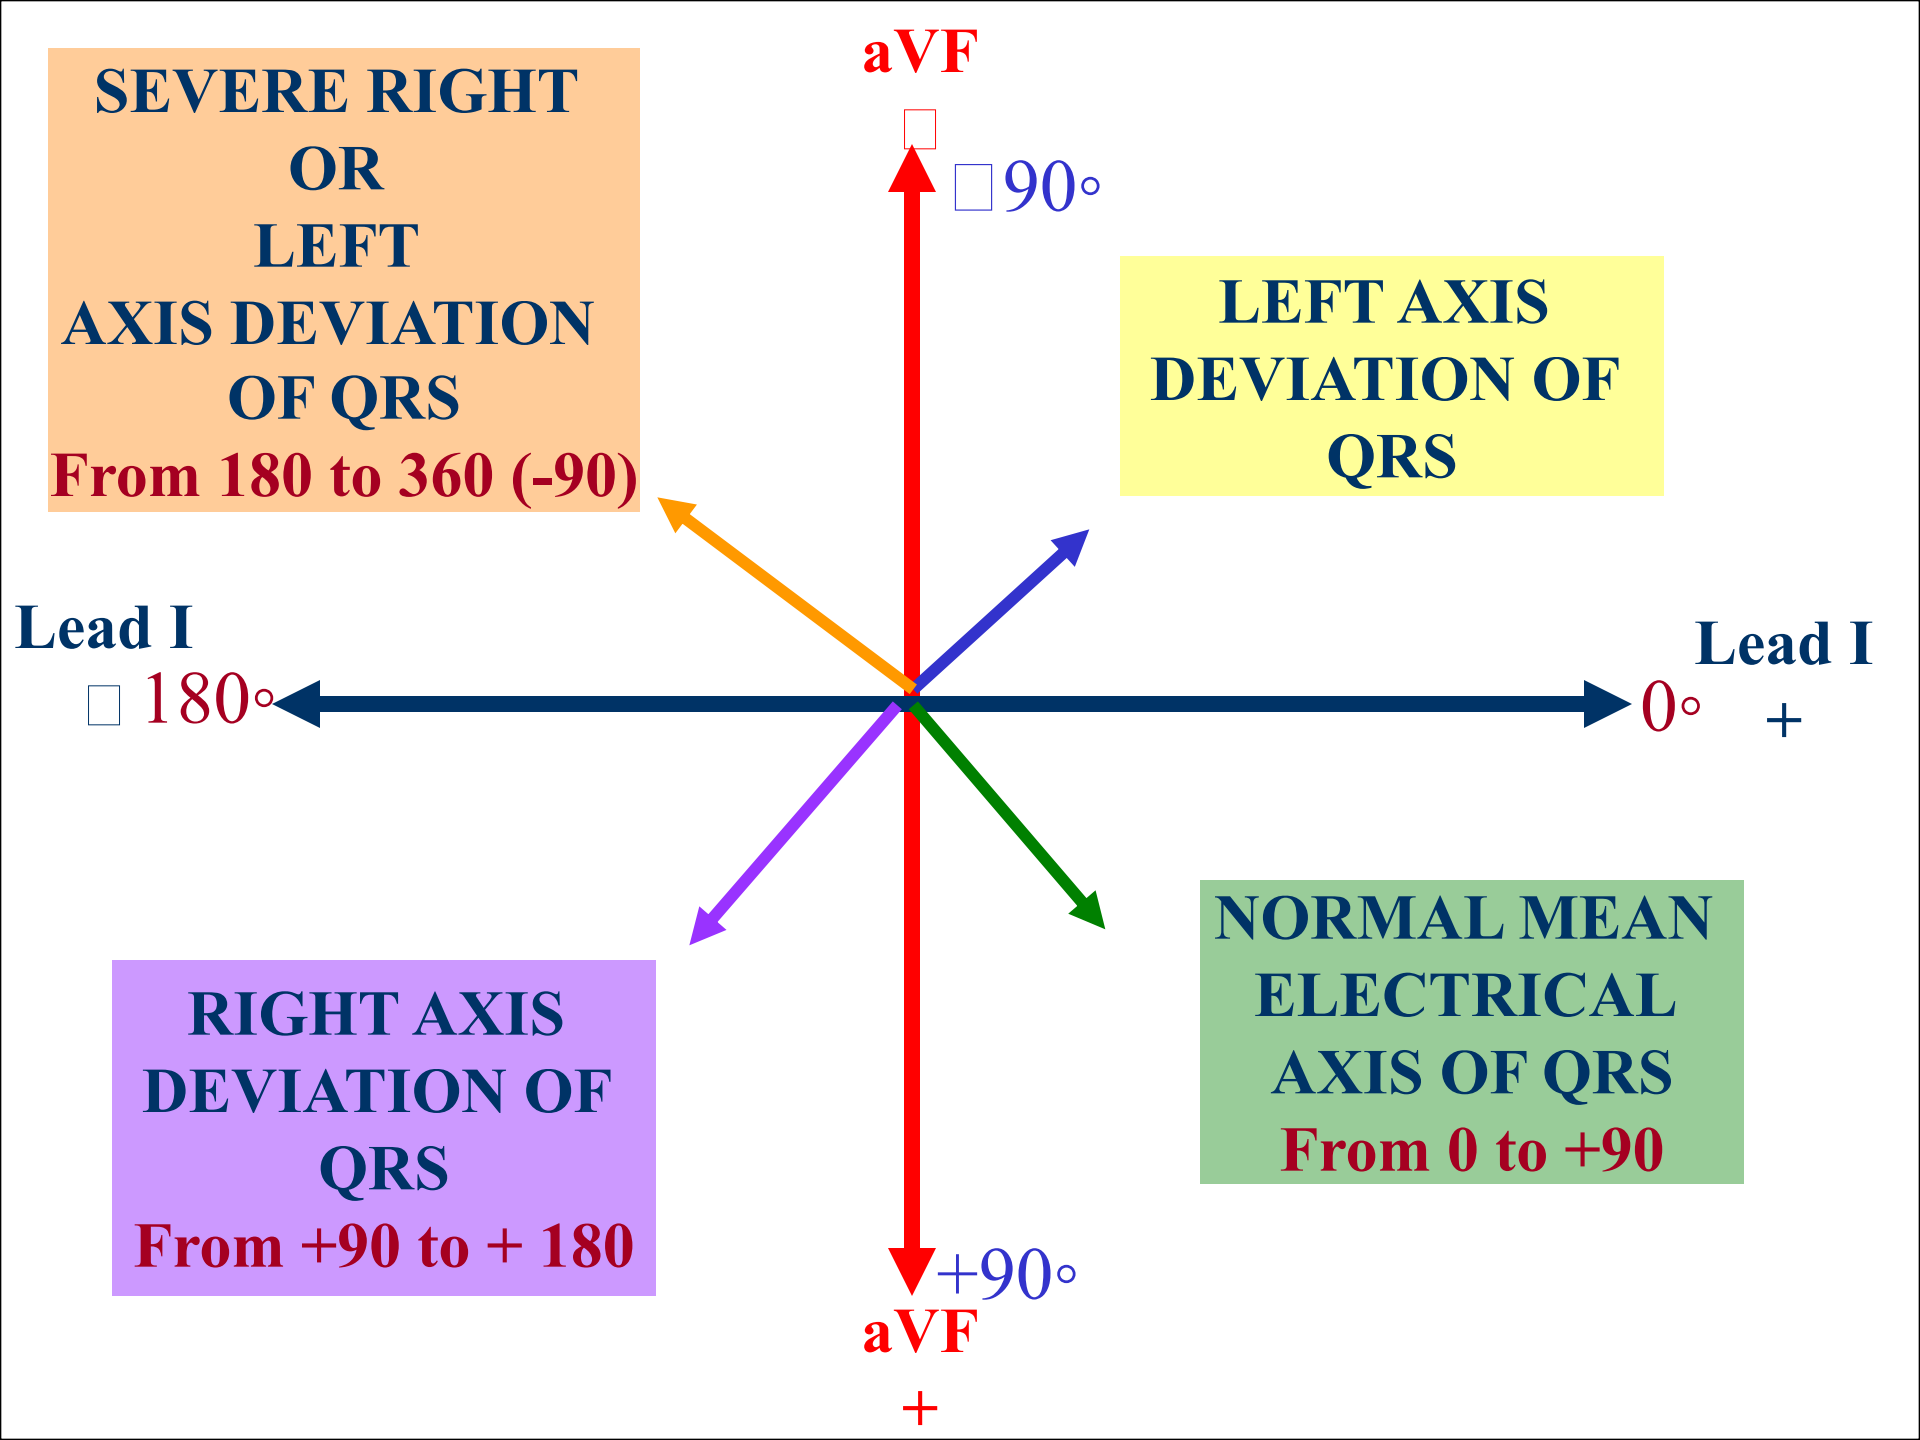 aVF
□
□90°
SEVERE RIGHT
OR
LEFT
AXIS DEVIATION
OF QRS
From 180 to 360 (-90)
LEFT AXIS
DEVIATION OF
QRS
Lead I
□ 180°
Lead I
0°
+
RIGHT AXIS
DEVIATION OF
QRS
From +90 to + 180
NORMAL MEAN
ELECTRICAL
AXIS OF QRS
From 0 to +90
+90°
aVF
+